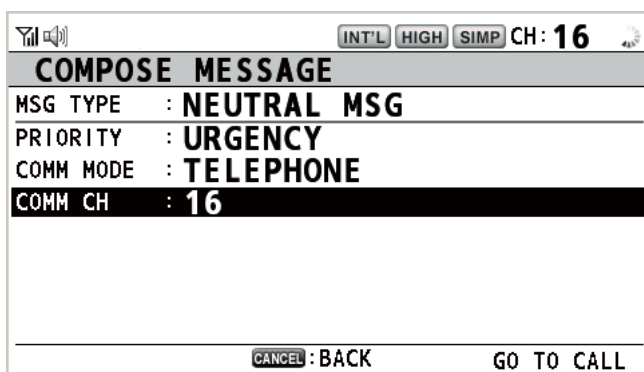 INT'L HIGH SIMP CH: 16
COMPOSE MESSAGE
MSG TYPE : NEUTRAL MSG
PRIORITY : URGENCY
COMM MODE : TELEPHONE
COMM CH : 16
CANCEL : BACK GO TO CALL